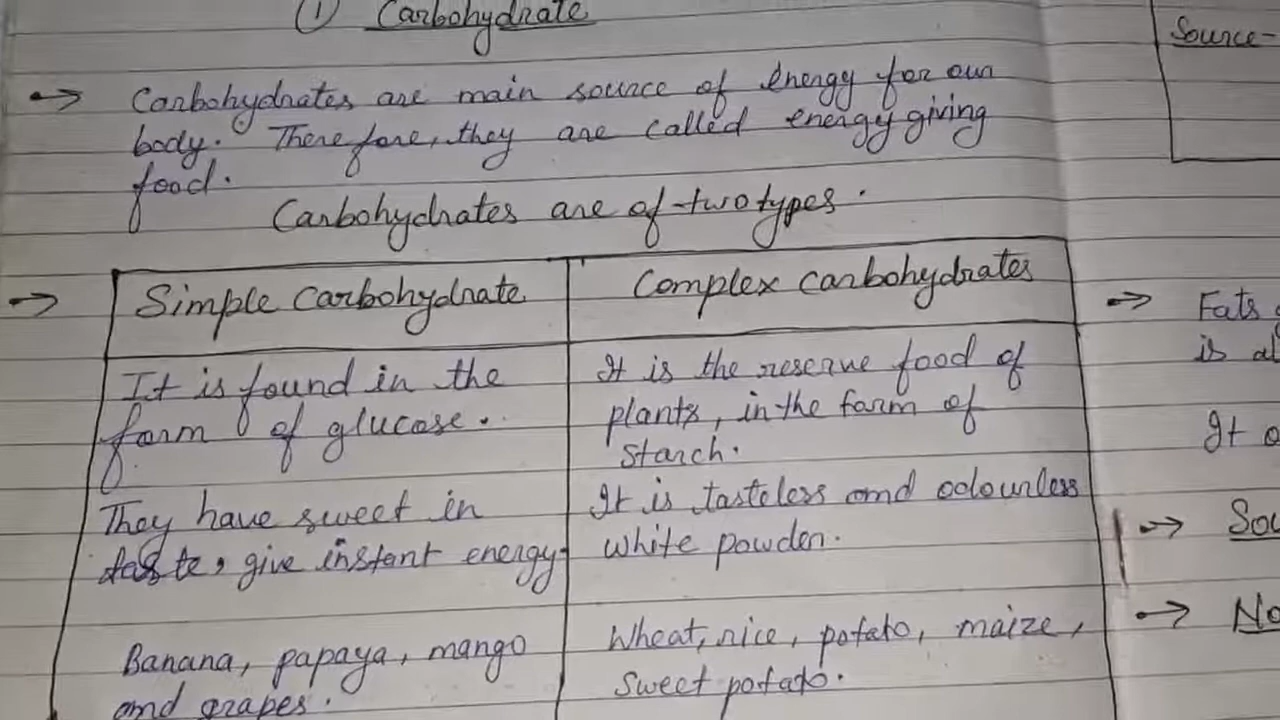 (1) Carbohydrate
→ Carbohydrates are main source of energy for our
body. Therefore, they are called energy giving
food.
Carbohydrates are of two types.
→ Simple Carbohydrate
It is found in the
form of glucose.
They have sweet in
taste, give instant energy.
Banana, papaya, mango
and grapes.
Complex carbohydrates
It is the reserve food of
plants, in the form of
starch.
It is tasteless and odourless
white powder.
Wheat, rice, potato, maize,
Sweet potato.
Source-
→ Fats
is
It
→
→